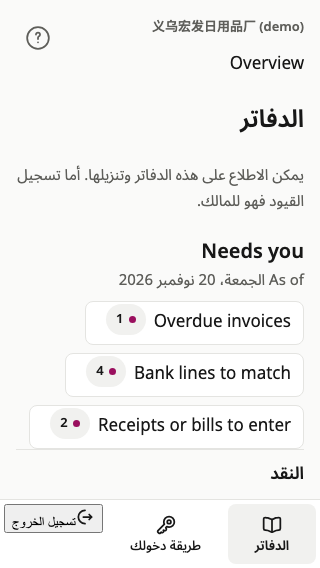 义乌宏发日用品厂 (demo)
Overview
الدفاتر
يمكن الاطلاع على هذه الدفاتر وتنزيلها. أما تسجيل
القيود فهو للمالك.
Needs you
As of الجمعة، 20 نوفمبر 2026
Overdue invoices 1
Bank lines to match 4
Receipts or bills to enter 2
النقد
الدفاتر
طريقة دخولك
تسجيل الخروج